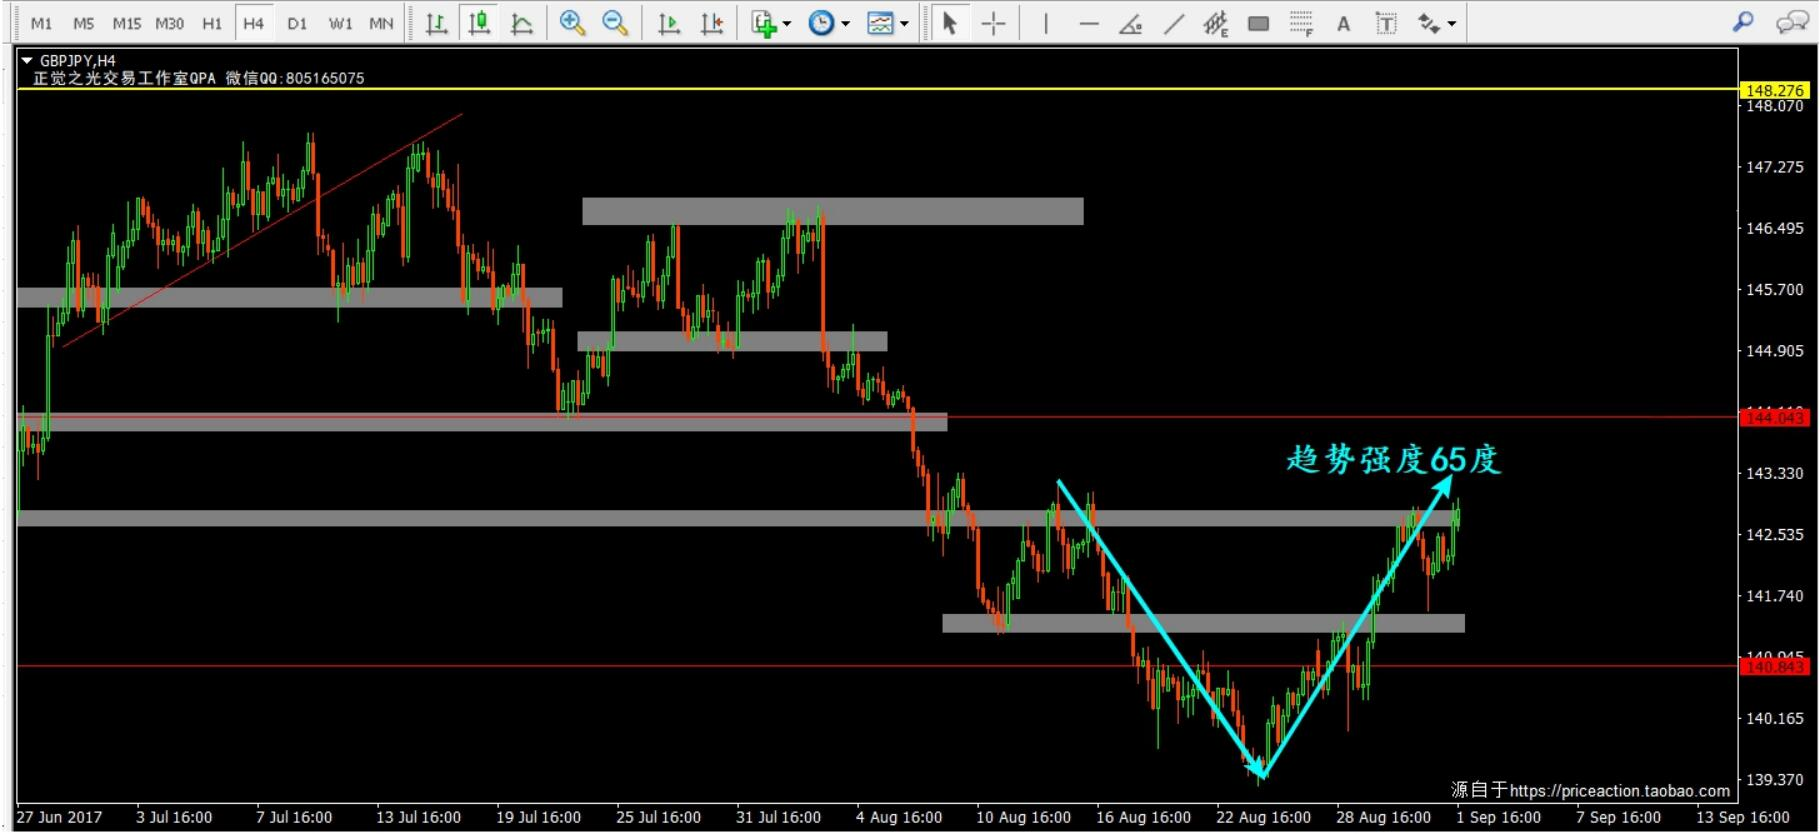 M1 M5 M15 M30 H1 H4 D1 W1 MN E F A T
GBPJPY,H4
正觉之光交易工作室QPA 微信QQ:805165075
148.276
148.070
147.275
146.495
145.700
144.905
144.043
趋势强度65度
143.330
142.535
141.740
140.945
140.843
140.165
139.370
源自于https://priceaction.taobao.com
27 Jun 2017 3 Jul 16:00 7 Jul 16:00 13 Jul 16:00 19 Jul 16:00 25 Jul 16:00 31 Jul 16:00 4 Aug 16:00 10 Aug 16:00 16 Aug 16:00 22 Aug 16:00 28 Aug 16:00 1 Sep 16:00 7 Sep 16:00 13 Sep 16:00